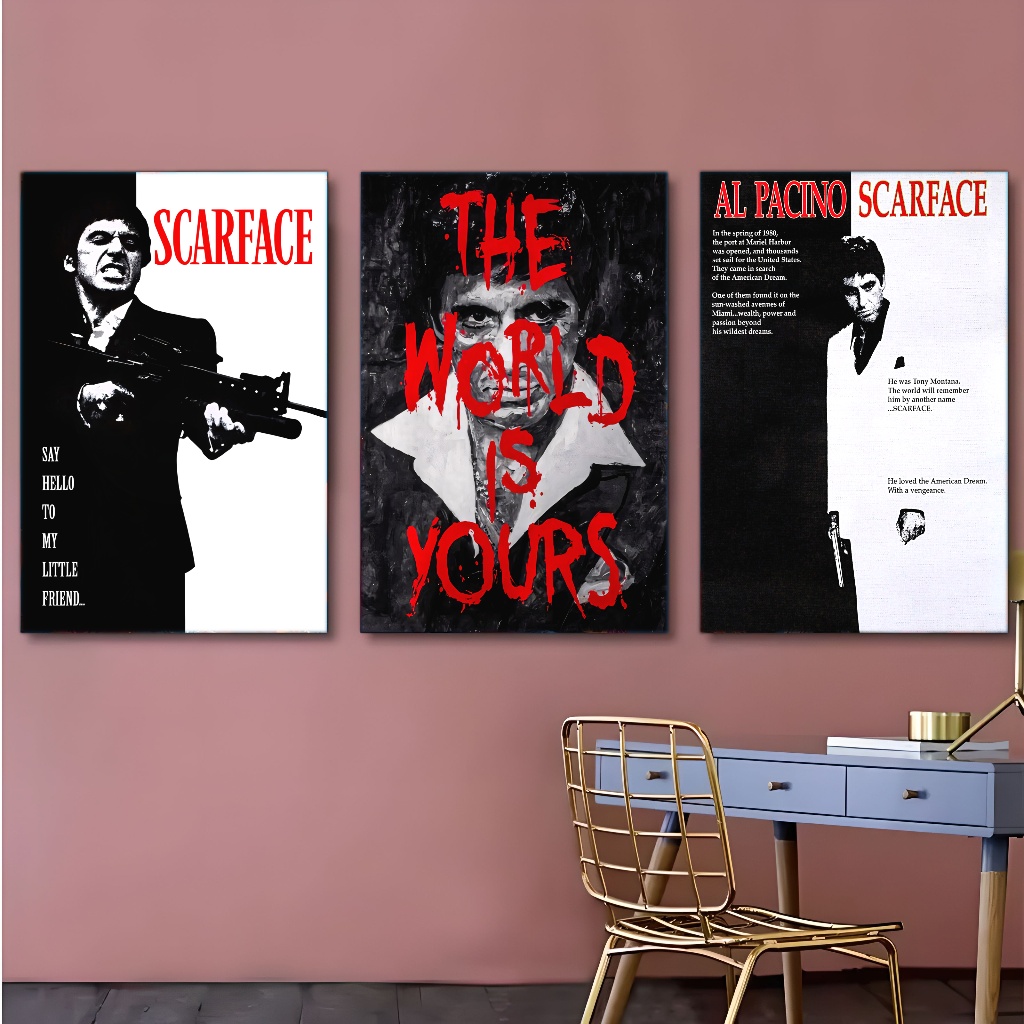 SCARFACE
SAY
HELLO
TO
MY
LITTLE
FRIEND...
THE
WORLD
IS
YOURS
AL PACINO SCARFACE
In the spring of 1980,
the port at Mariel Harbor
was opened, and thousands
set sail for the United States.
They came in search
of the American Dream.
One of them found it on the
sun-washed avenues of
Miami...wealth, power and
passion beyond
his wildest dreams.
He was Tony Montana.
The world will remember
him by another name
...SCARFACE.
He loved the American Dream.
With a vengeance.